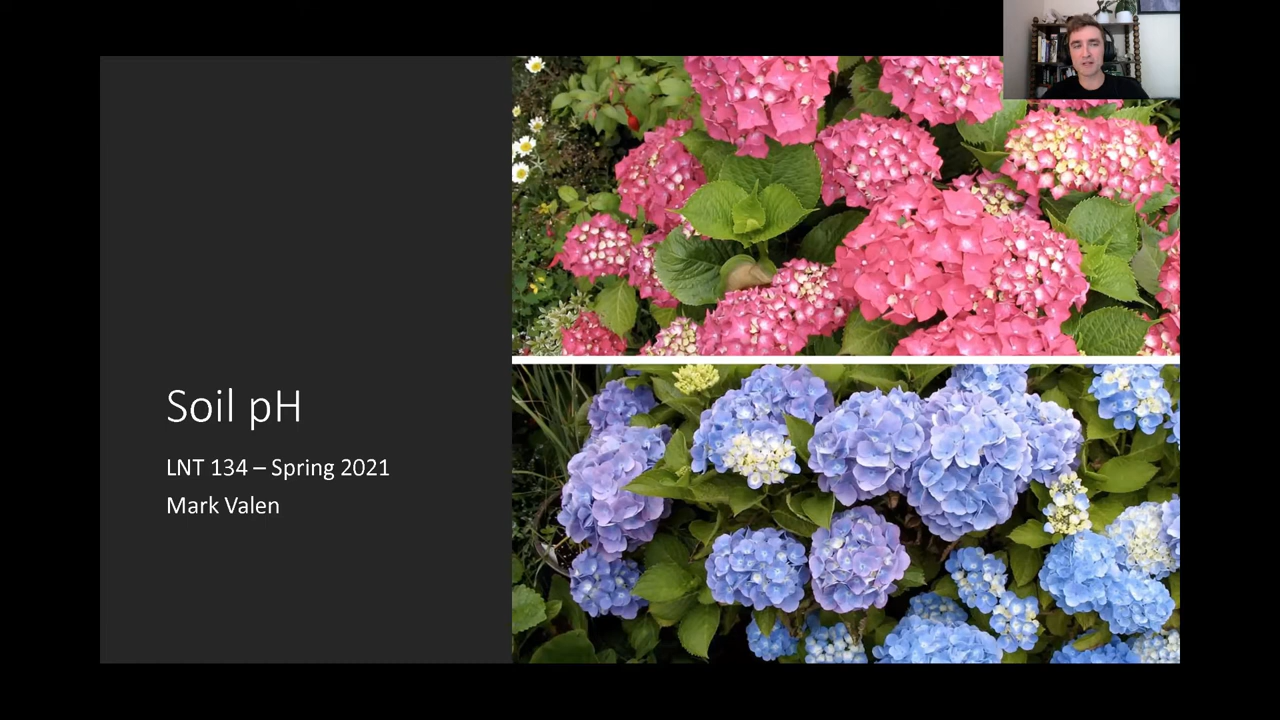 Soil pH
LNT 134 – Spring 2021
Mark Valen